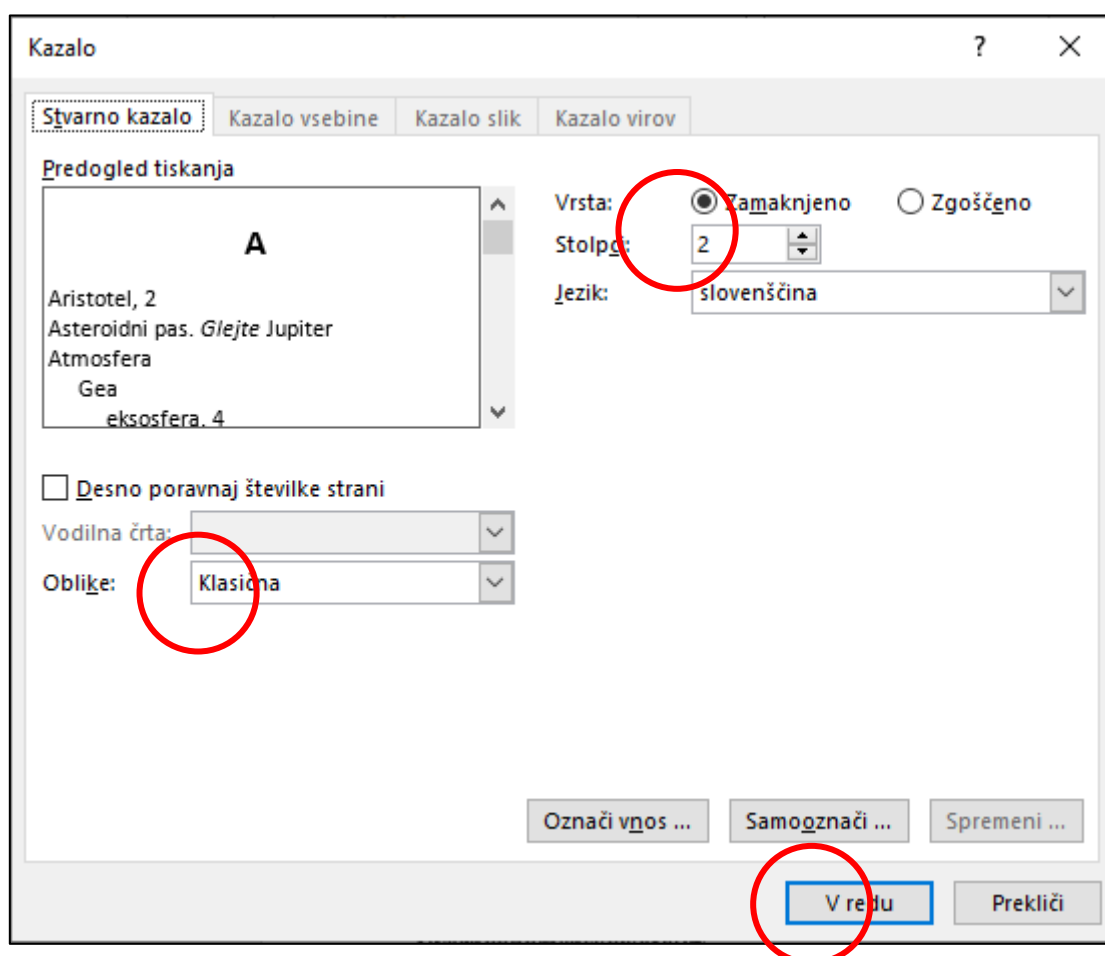 Kazalo
Stvarno kazalo Kazalo vsebine Kazalo slik Kazalo virov
Predogled tiskanja
A
Aristotel, 2
Asteroidni pas. Glejte Jupiter
Atmosfera
Gea
eksosfera, 4
Vrsta: Zamaknjeno Zgoščeno
Stolpci: 2
Jezik: slovenščina
Desno poravnaj številke strani
Vodilna črta:
Oblike: Klasična
Označi vnos ... Samooznači ... Spremeni ...
V redu Prekliči